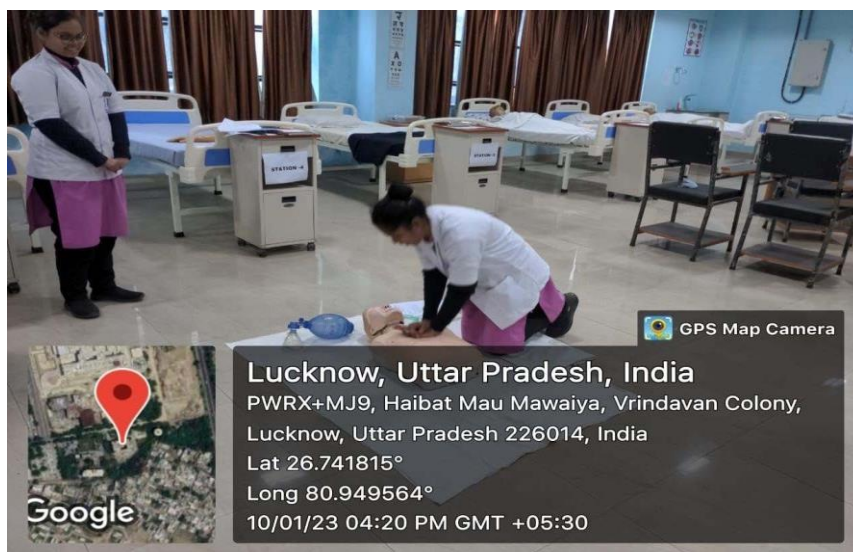 STATION-4
GPS Map Camera
Lucknow, Uttar Pradesh, India
PWRX+MJ9, Haibat Mau Mawaiya, Vrindavan Colony,
Lucknow, Uttar Pradesh 226014, India
Lat 26.741815°
Long 80.949564°
10/01/23 04:20 PM GMT +05:30
Google